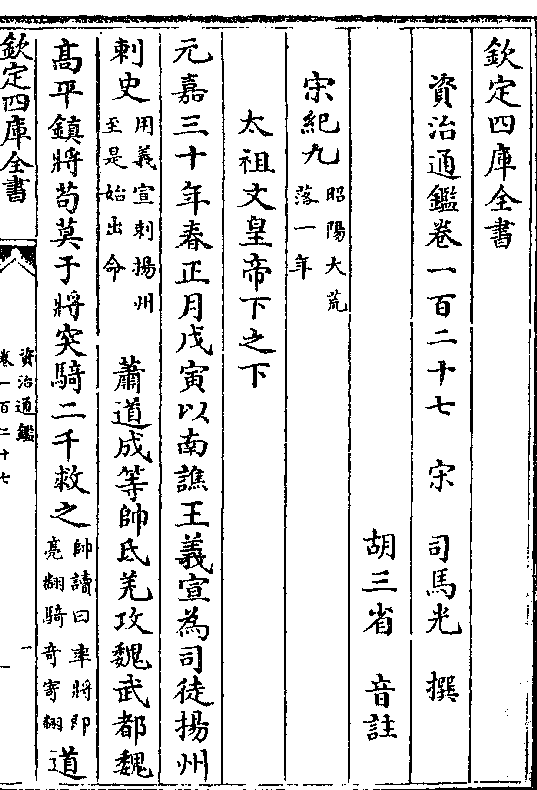 欽定四庫全書
資治通鑑卷一百二十七 宋 司馬光 撰
胡三省 音註
宋紀九 昭陽大荒落一年
太祖文皇帝下之下
元嘉三十年春正月戊寅以南譙王義宣為司徒揚州
刺史 用義宣刺揚州至是始出命 蕭道成等帥氐羌攻魏武都魏
高平鎮將苟莫于將突騎二千救之 帥讀曰率將即亮翻騎奇寄翻 道
欽定四庫全書
資治通鑑
卷一百二十七
一